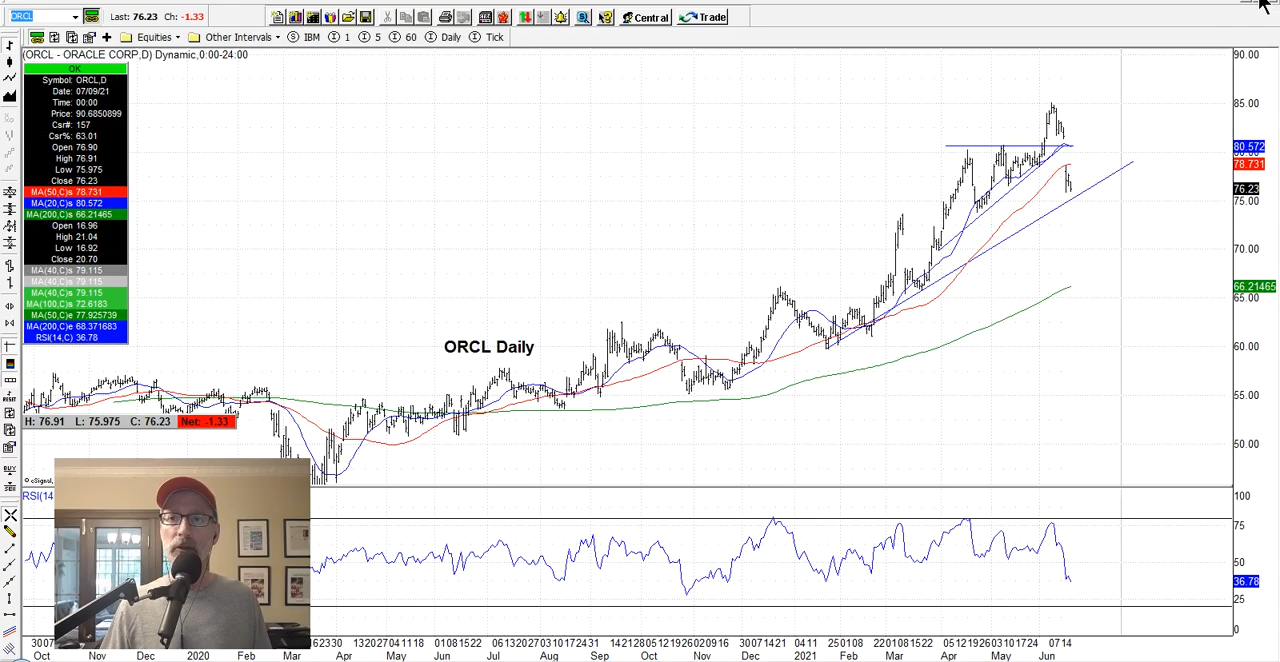 ORCL Last: 76.23 Ch: -1.33 Central Trade
Equities Other Intervals IBM 1 5 60 Daily Tick
(ORCL - ORACLE CORP,D) Dynamic,0:00-24:00
OK
Symbol: ORCL,D
Date: 07/09/21
Time: 00:00
Price: 90.6850899
Csr#: 157
Csr%: 63.01
Open 76.90
High 76.91
Low 75.975
Close 76.23
MA(50,C)s 78.731
MA(20,C)s 80.572
MA(200,C)s 66.21465
Open 16.96
High 21.04
Low 16.92
Close 20.70
MA(40,C)s 79.115
MA(40,C)s 79.115
MA(40,C)s 79.115
MA(100,C)s 72.6183
MA(50,C)e 77.925739
MA(200,C)e 68.371683
RSI(14,C) 36.78
H: 76.91 L: 75.975 C: 76.23 Net: -1.33
ORCL Daily
90.00
85.00
80.572
78.731
76.23
75.00
70.00
66.21465
65.00
60.00
55.00
50.00
© eSignal,
RSI(14
100
75
50
36.78
25
0
Oct Nov Dec 2020 Feb Mar Apr May Jun Jul Aug Sep Oct Nov Dec 2021 Feb Mar Apr May Jun